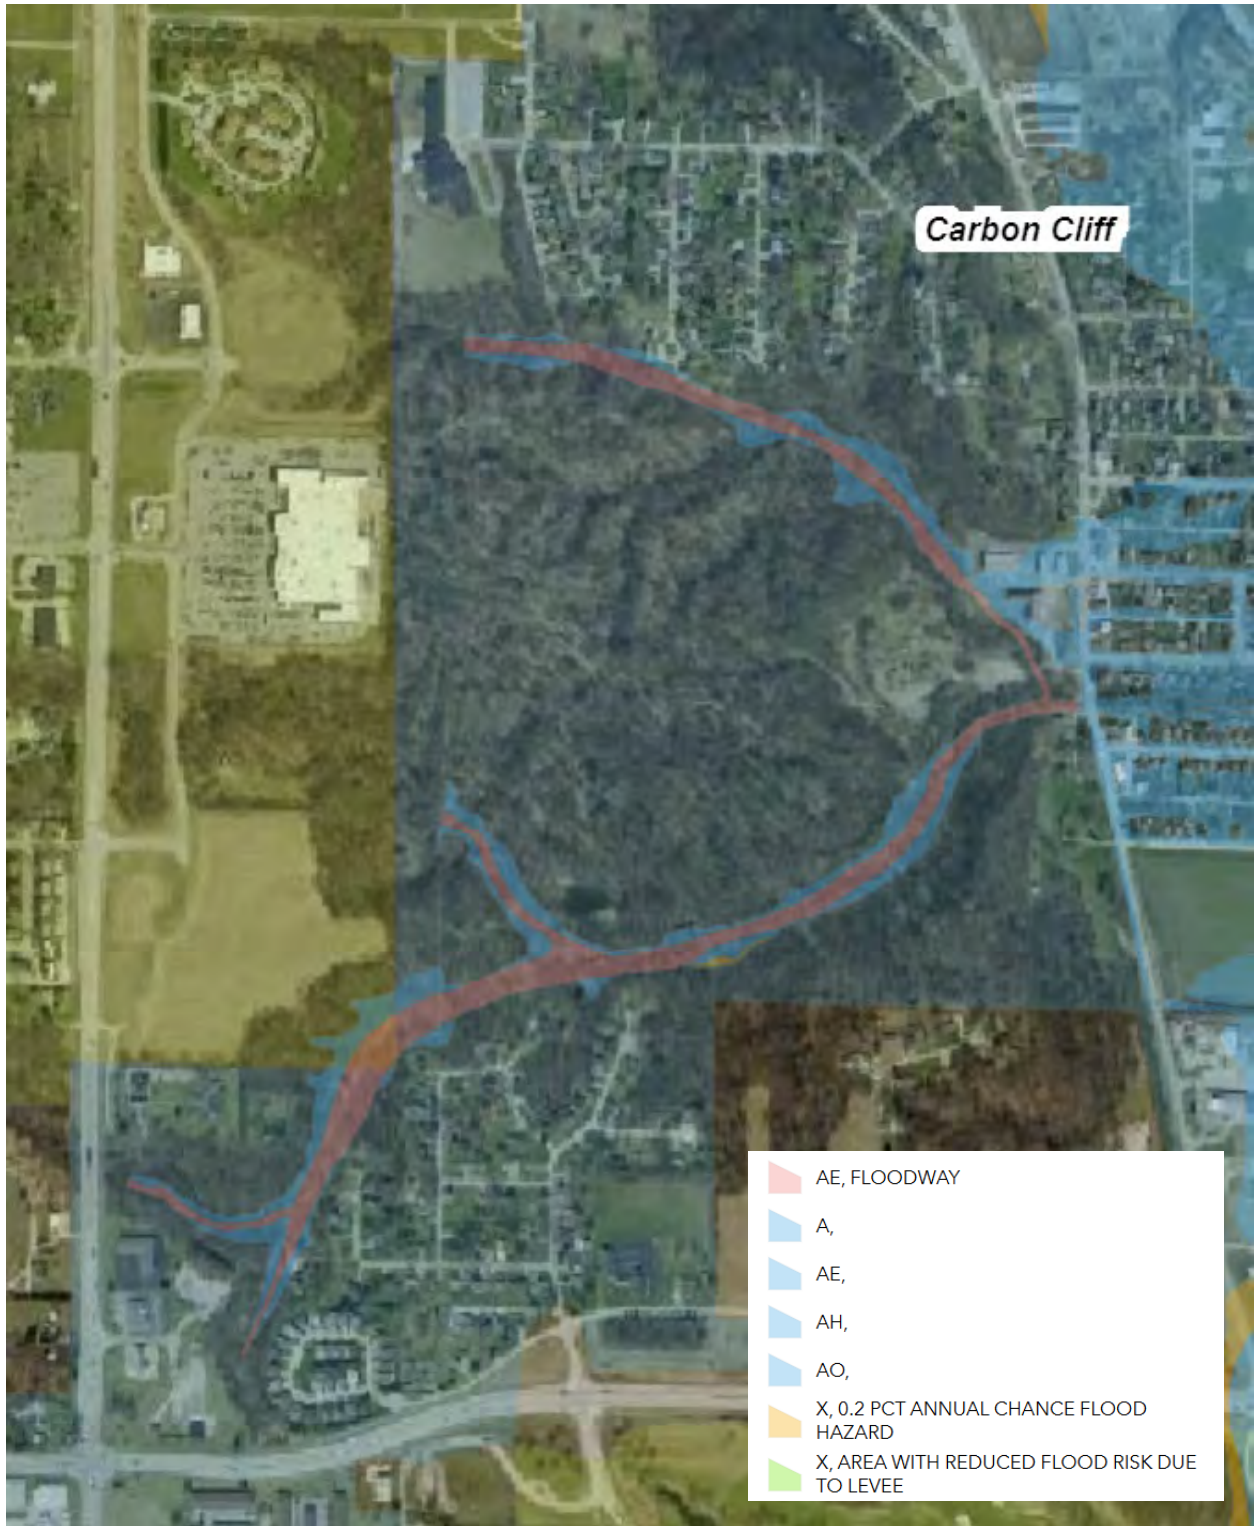 Carbon Cliff
AE, FLOODWAY
A,
AE,
AH,
AO,
X, 0.2 PCT ANNUAL CHANCE FLOOD
HAZARD
X, AREA WITH REDUCED FLOOD RISK DUE
TO LEVEE